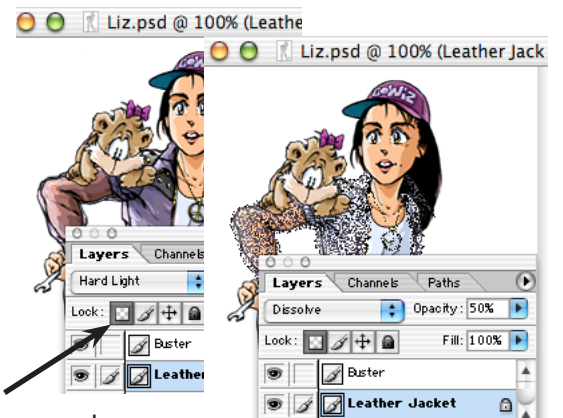 Liz.psd @ 100% (Leathe
Liz.psd @ 100% (Leather Jack
GoWiz
Layers Channels
Hard Light
Lock:
Buster
Leather
Layers Channels Paths
Dissolve Opacity: 50%
Lock: Fill: 100%
Buster
Leather Jacket